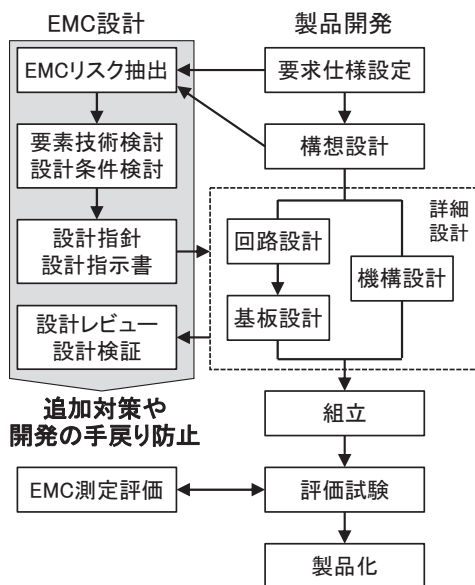 EMC設計
製品開発
EMCリスク抽出
要求仕様設定
要素技術検討
設計条件検討
構想設計
詳細
設計
設計指針
設計指示書
回路設計
機構設計
設計レビュー
設計検証
基板設計
追加対策や
開発の手戻り防止
組立
EMC測定評価
評価試験
製品化